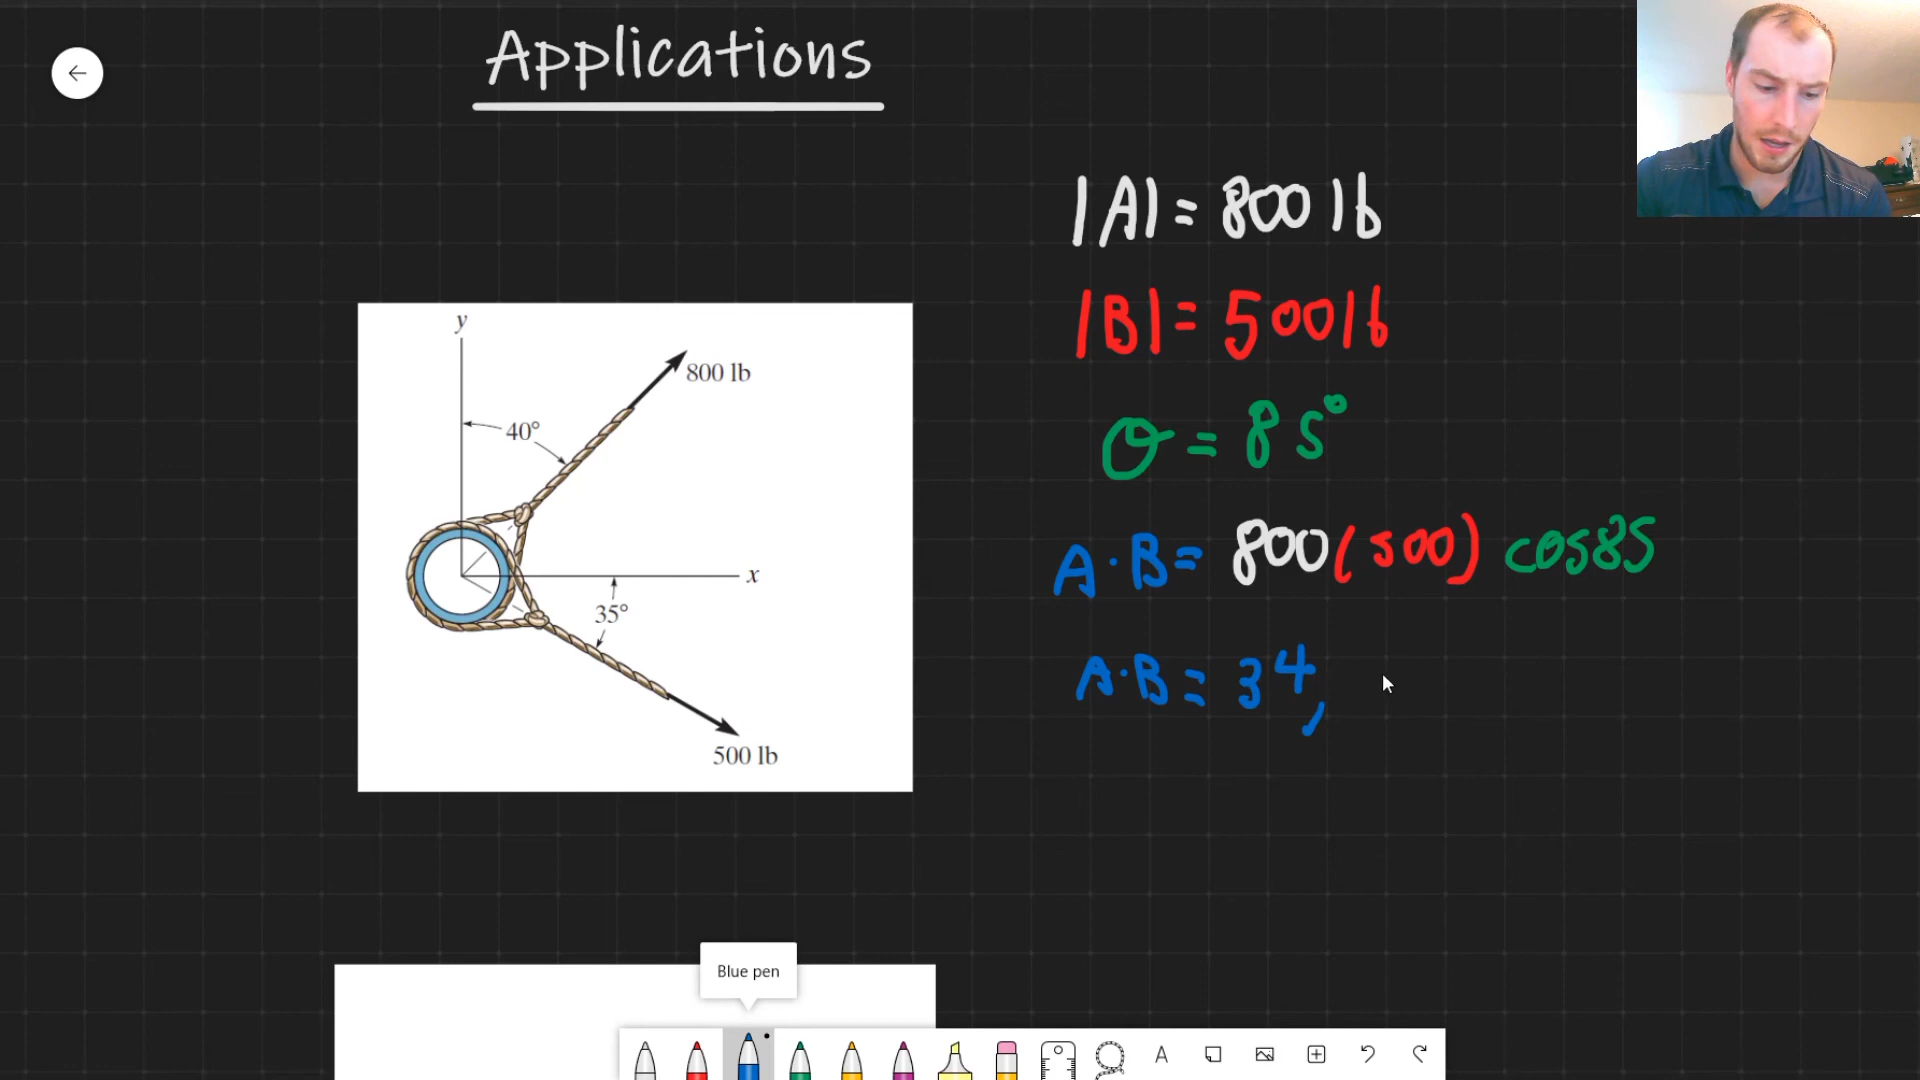 Applications
|A| = 800 lb
|B| = 500 lb
θ = 85°
A · B = 800 (500) cos85
A·B = 34,
y
800 lb
40°
x
35°
500 lb
Blue pen
A